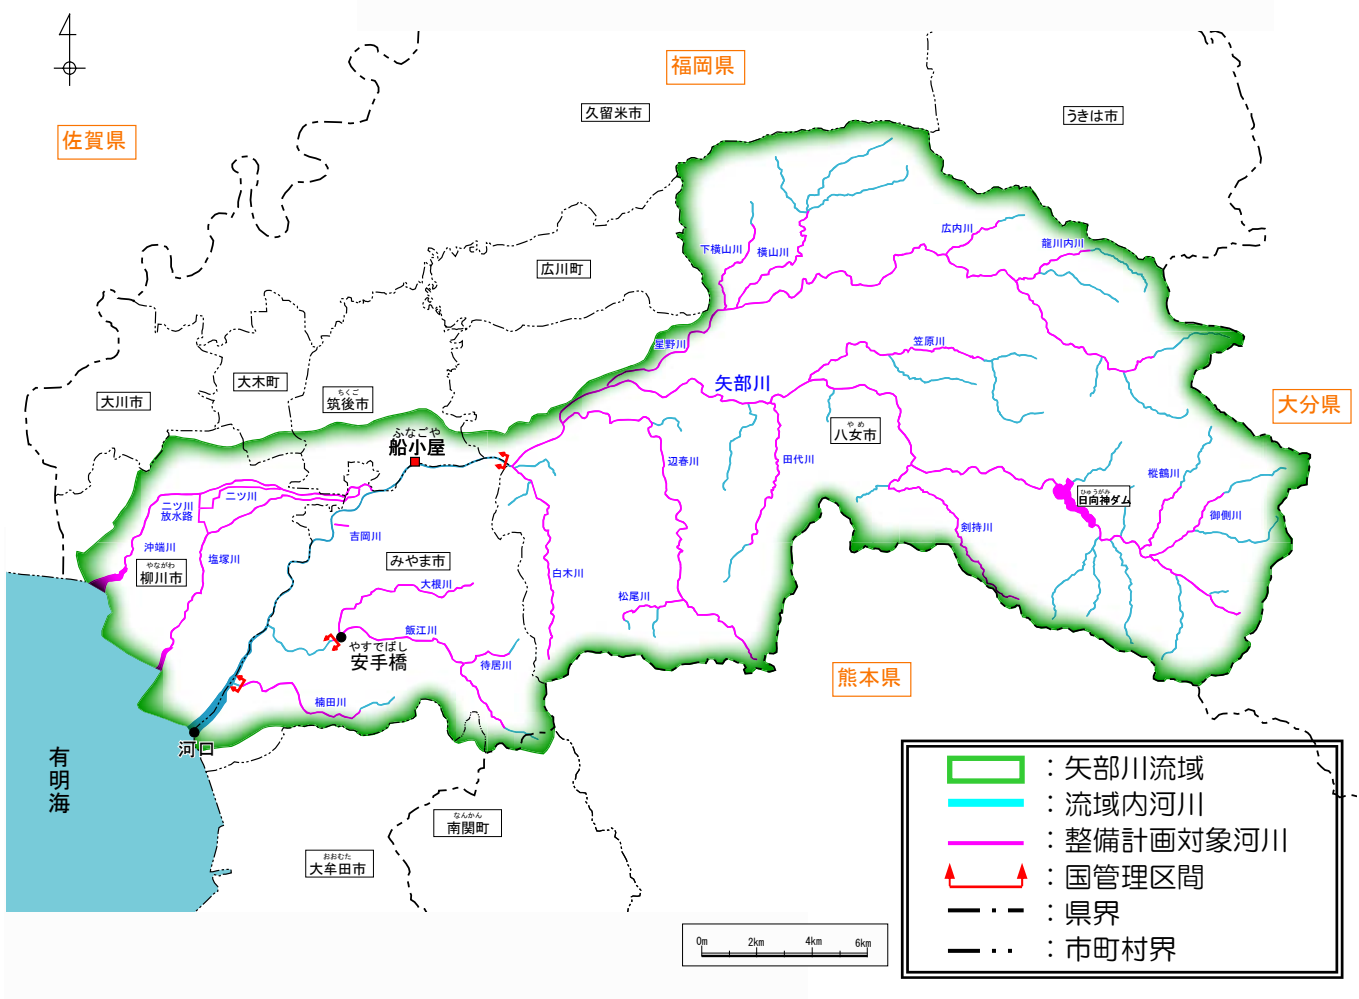 福岡県
佐賀県
久留米市
うきは市
広川町
下横山川
横山川
広内川
龍川内川
星野川
笠原川
大木町
大川市
ちくご
筑後市
矢部川
大分県
ふなごや
船小屋
やめ
八女市
辺春川
田代川
樅鶴川
日向神ダム
ひゅうがみ
御側川
剣持川
二ツ川
二ツ川
放水路
沖端川
塩塚川
やながわ
柳川市
吉岡川
みやま市
大根川
白木川
松尾川
飯江川
やすでばし
安手橋
待居川
楠田川
熊本県
河口
有明海
なんかん
南関町
おおむた
大牟田市
：矢部川流域
：流域内河川
：整備計画対象河川
：国管理区間
：県界
：市町村界
0m 2km 4km 6km